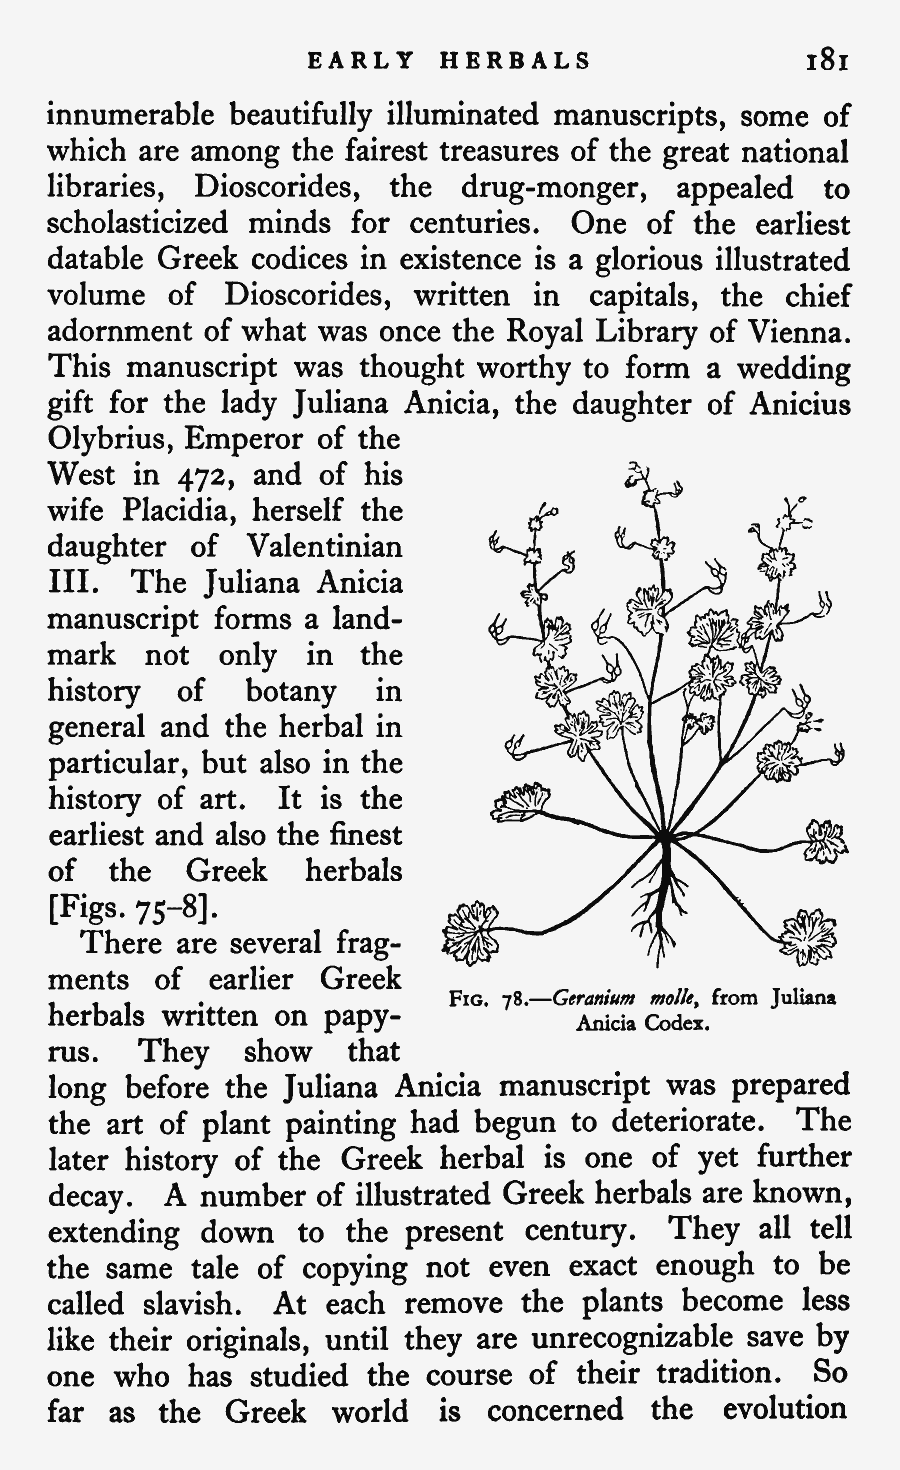 EARLY HERBALS 181
innumerable beautifully illuminated manuscripts, some of
which are among the fairest treasures of the great national
libraries, Dioscorides, the drug-monger, appealed to
scholasticized minds for centuries. One of the earliest
datable Greek codices in existence is a glorious illustrated
volume of Dioscorides, written in capitals, the chief
adornment of what was once the Royal Library of Vienna.
This manuscript was thought worthy to form a wedding
gift for the lady Juliana Anicia, the daughter of Anicius
Olybrius, Emperor of the
West in 472, and of his
wife Placidia, herself the
daughter of Valentinian
III. The Juliana Anicia
manuscript forms a land-
mark not only in the
history of botany in
general and the herbal in
particular, but also in the
history of art. It is the
earliest and also the finest
of the Greek herbals
[Figs. 75–8].
There are several frag-
ments of earlier Greek
herbals written on papy-
rus. They show that
FIG. 78.—Geranium molle, from Juliana
Anicia Codex.
long before the Juliana Anicia manuscript was prepared
the art of plant painting had begun to deteriorate. The
later history of the Greek herbal is one of yet further
decay. A number of illustrated Greek herbals are known,
extending down to the present century. They all tell
the same tale of copying not even exact enough to be
called slavish. At each remove the plants become less
like their originals, until they are unrecognizable save by
one who has studied the course of their tradition. So
far as the Greek world is concerned the evolution